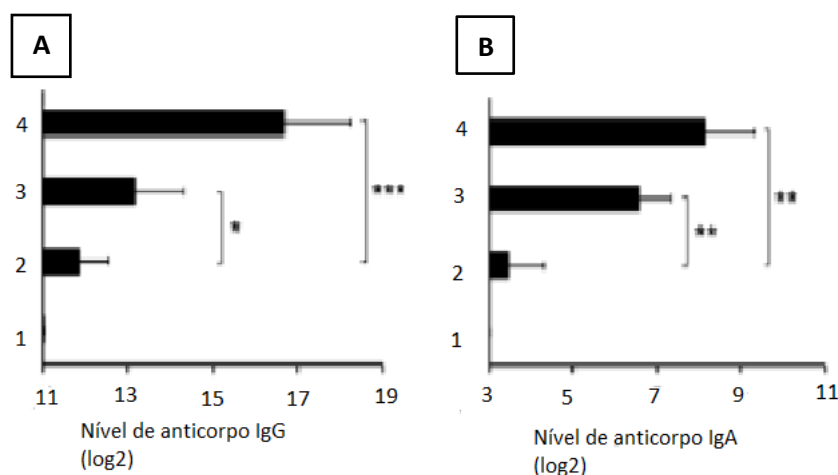 A
4
3
2
1
***
*
11 13 15 17 19
Nível de anticorpo IgG
(log2)
B
4
3
2
1
**
**
3 5 7 9 11
Nível de anticorpo IgA
(log2)